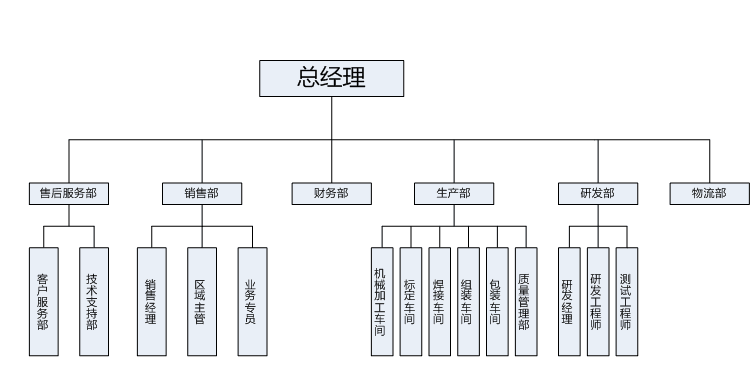 总经理
售后服务部
销售部
财务部
生产部
研发部
物流部
客户服务部
技术支持部
销售经理
区域主管
业务专员
机械加工车间
标定车间
焊接车间
组装车间
包装车间
质量管理部
研发经理
研发工程师
测试工程师